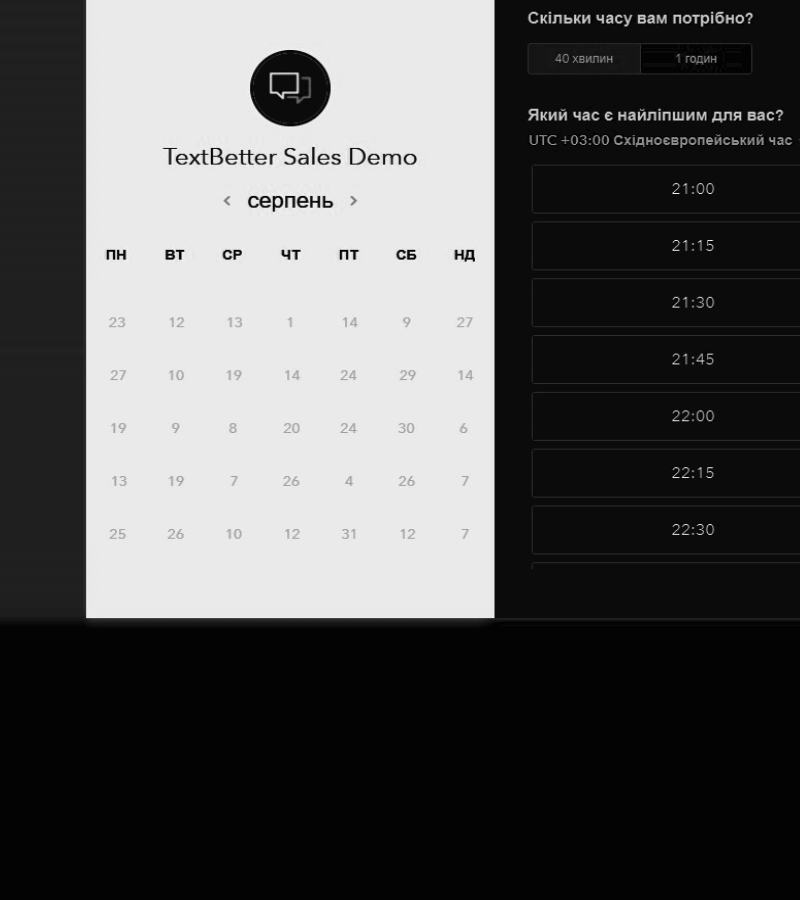 TextBetter Sales Demo
серпень
ПН ВТ СР ЧТ ПТ СБ НД
23 12 13 1 14 9 27
27 10 19 14 24 29 14
19 9 8 20 24 30 6
13 19 7 26 4 26 7
25 26 10 12 31 12 7
Скільки часу вам потрібно?
40 хвилин 1 годин
Який час є найліпшим для вас?
UTC +03:00 Східноєвропейський час
21:00
21:15
21:30
21:45
22:00
22:15
22:30